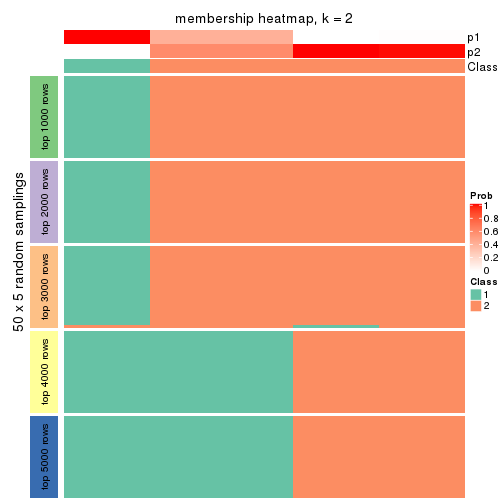 membership heatmap, k = 2
p1
p2
Class
50 x 5 random samplings
top 1000 rows
top 2000 rows
top 3000 rows
top 4000 rows
top 5000 rows
Prob
1
0.8
0.6
0.4
0.2
0
Class
1
2